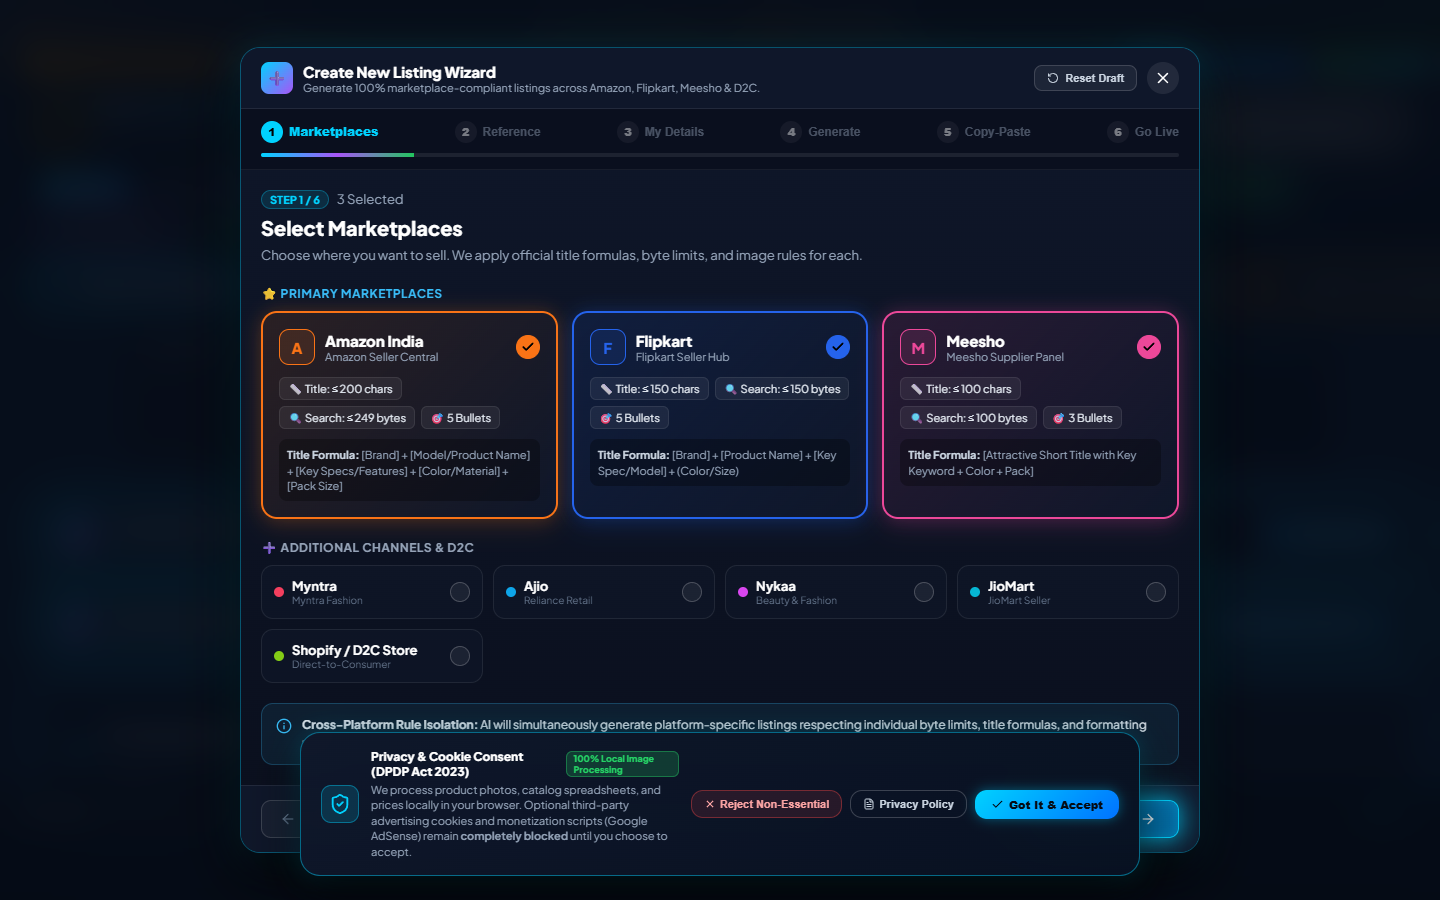 Create New Listing Wizard
Generate 100% marketplace-compliant listings across Amazon, Flipkart, Meesho & D2C.
Reset Draft
1 Marketplaces
2 Reference
3 My Details
4 Generate
5 Copy-Paste
6 Go Live
STEP 1 / 6
3 Selected
Select Marketplaces
Choose where you want to sell. We apply official title formulas, byte limits, and image rules for each.
PRIMARY MARKETPLACES
A
Amazon India
Amazon Seller Central
Title: ≤ 200 chars
Search: ≤ 249 bytes
5 Bullets
Title Formula: [Brand] + [Model/Product Name]
+ [Key Specs/Features] + [Color/Material] +
[Pack Size]
F
Flipkart
Flipkart Seller Hub
Title: ≤ 150 chars
Search: ≤ 150 bytes
5 Bullets
Title Formula: [Brand] + [Product Name] + [Key
Spec/Model] + (Color/Size)
M
Meesho
Meesho Supplier Panel
Title: ≤ 100 chars
Search: ≤ 100 bytes
3 Bullets
Title Formula: [Attractive Short Title with Key
Keyword + Color + Pack]
ADDITIONAL CHANNELS & D2C
Myntra
Myntra Fashion
Ajio
Reliance Retail
Nykaa
Beauty & Fashion
JioMart
JioMart Seller
Shopify / D2C Store
Direct-to-Consumer
Cross-Platform Rule Isolation: AI will simultaneously generate platform-specific listings respecting individual byte limits, title formulas, and formatting
Privacy & Cookie Consent
(DPDP Act 2023)
100% Local Image
Processing
We process product photos, catalog spreadsheets, and
prices locally in your browser. Optional third-party
advertising cookies and monetization scripts (Google
AdSense) remain completely blocked until you choose to
accept.
Reject Non-Essential
Privacy Policy
Got It & Accept